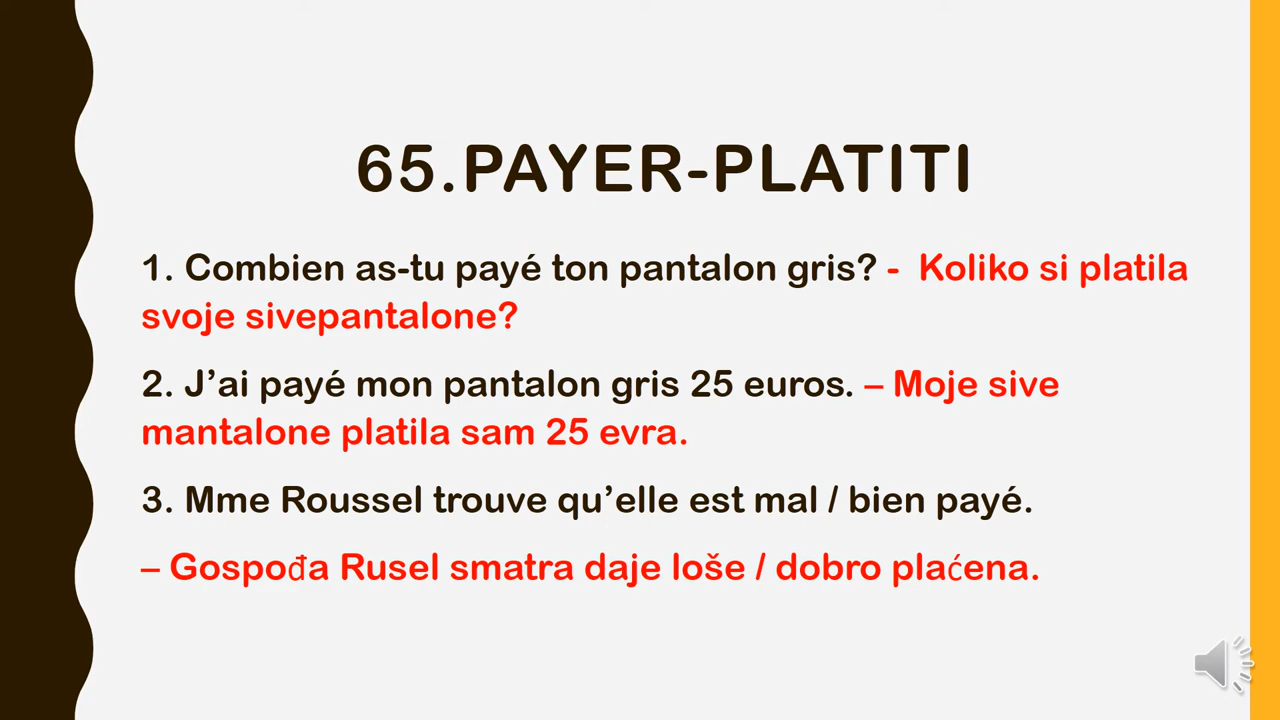 65.PAYER-PLATITI
1. Combien as-tu payé ton pantalon gris? - Koliko si platila
svoje sivepantalone?
2. J’ai payé mon pantalon gris 25 euros. – Moje sive
mantalone platila sam 25 evra.
3. Mme Roussel trouve qu’elle est mal / bien payé.
– Gospođa Rusel smatra daje loše / dobro plaćena.